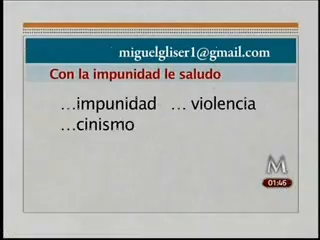 miguelgliser1@gmail.com
Con la impunidad le saludo
...impunidad ... violencia
...cinismo
M
01:46